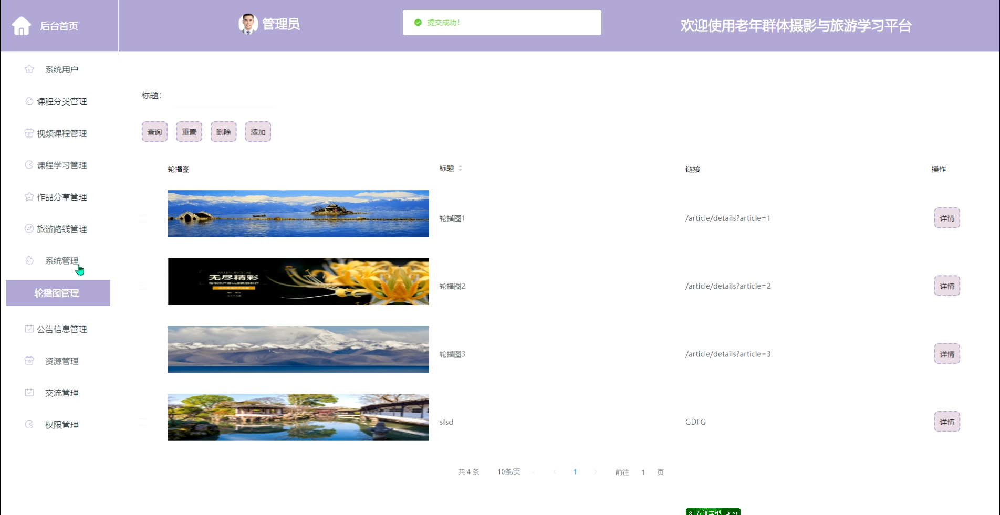 后台首页
管理员
提交成功！
欢迎使用老年群体摄影与旅游学习平台
系统用户
课程分类管理
视频课程管理
课程学习管理
作品分享管理
旅游路线管理
系统管理
轮播图管理
公告信息管理
资源管理
交流管理
权限管理
标题：
查询 重置 删除 添加
轮播图 标题 链接 操作
轮播图1 /article/details?article=1 详情
无尽精彩
轮播图2 /article/details?article=2 详情
轮播图3 /article/details?article=3 详情
sfsd GDFG 详情
共 4 条 10条/页 1 前往 1 页
五笔字型